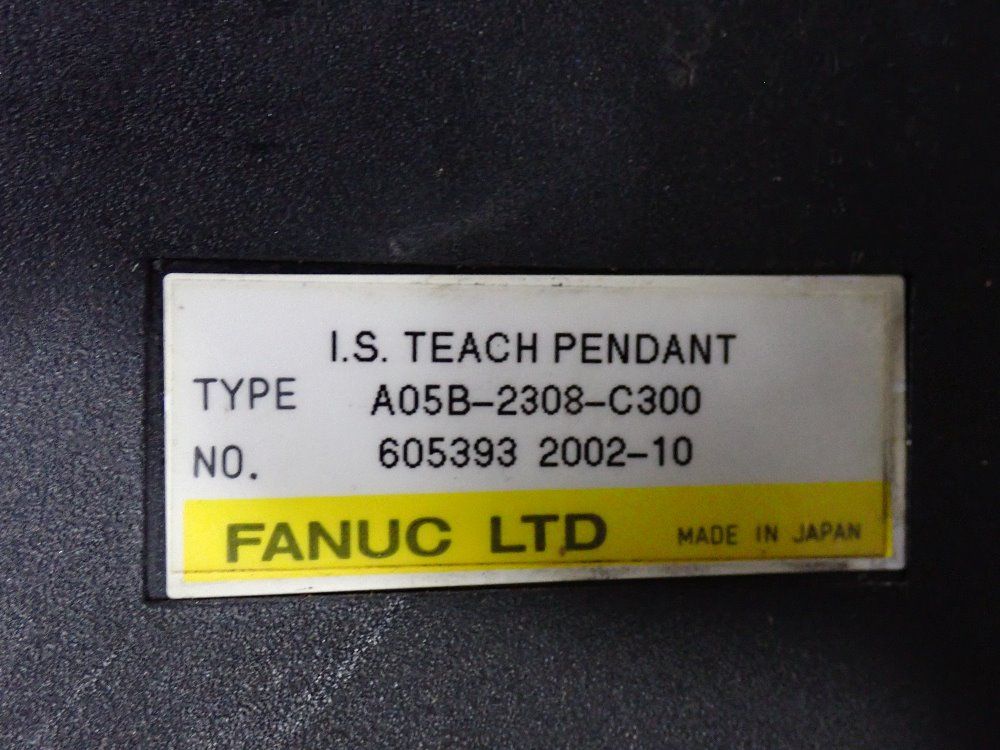 I.S. TEACH PENDANT
TYPE A05B-2308-C300
NO. 605393 2002-10
FANUC LTD MADE IN JAPAN